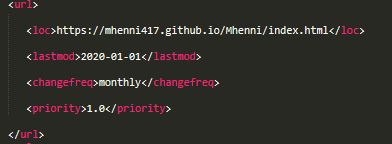 <url>
<loc>https://mhenni417.github.io/Mhenni/index.html</loc>
<lastmod>2020-01-01</lastmod>
<changefreq>monthly</changefreq>
<priority>1.0</priority>
</url>